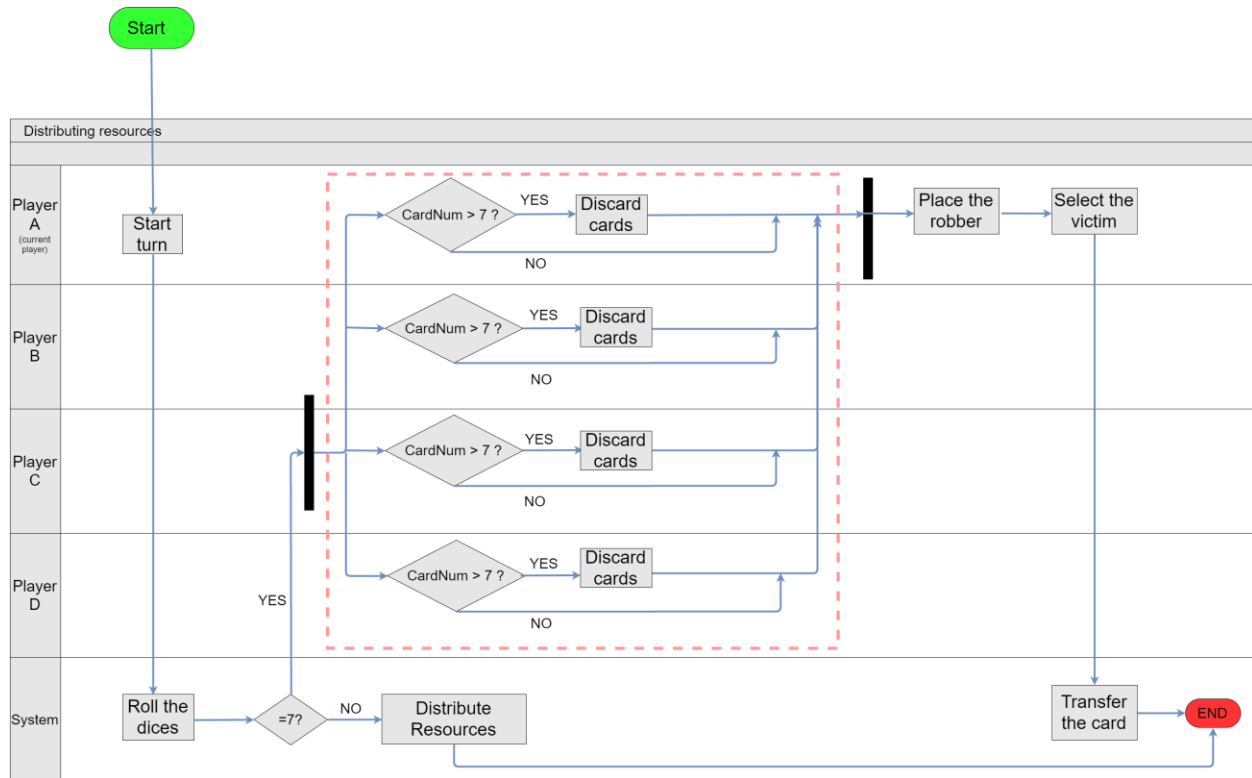 Start
Distributing resources
Player
A
(current
player)
Start
turn
CardNum > 7 ?
YES
Discard
cards
NO
Place the
robber
Select the
victim
Player
B
CardNum > 7 ?
YES
Discard
cards
NO
Player
C
CardNum > 7 ?
YES
Discard
cards
NO
Player
D
CardNum > 7 ?
YES
Discard
cards
NO
YES
System
Roll the
dices
=7?
NO
Distribute
Resources
Transfer
the card
END